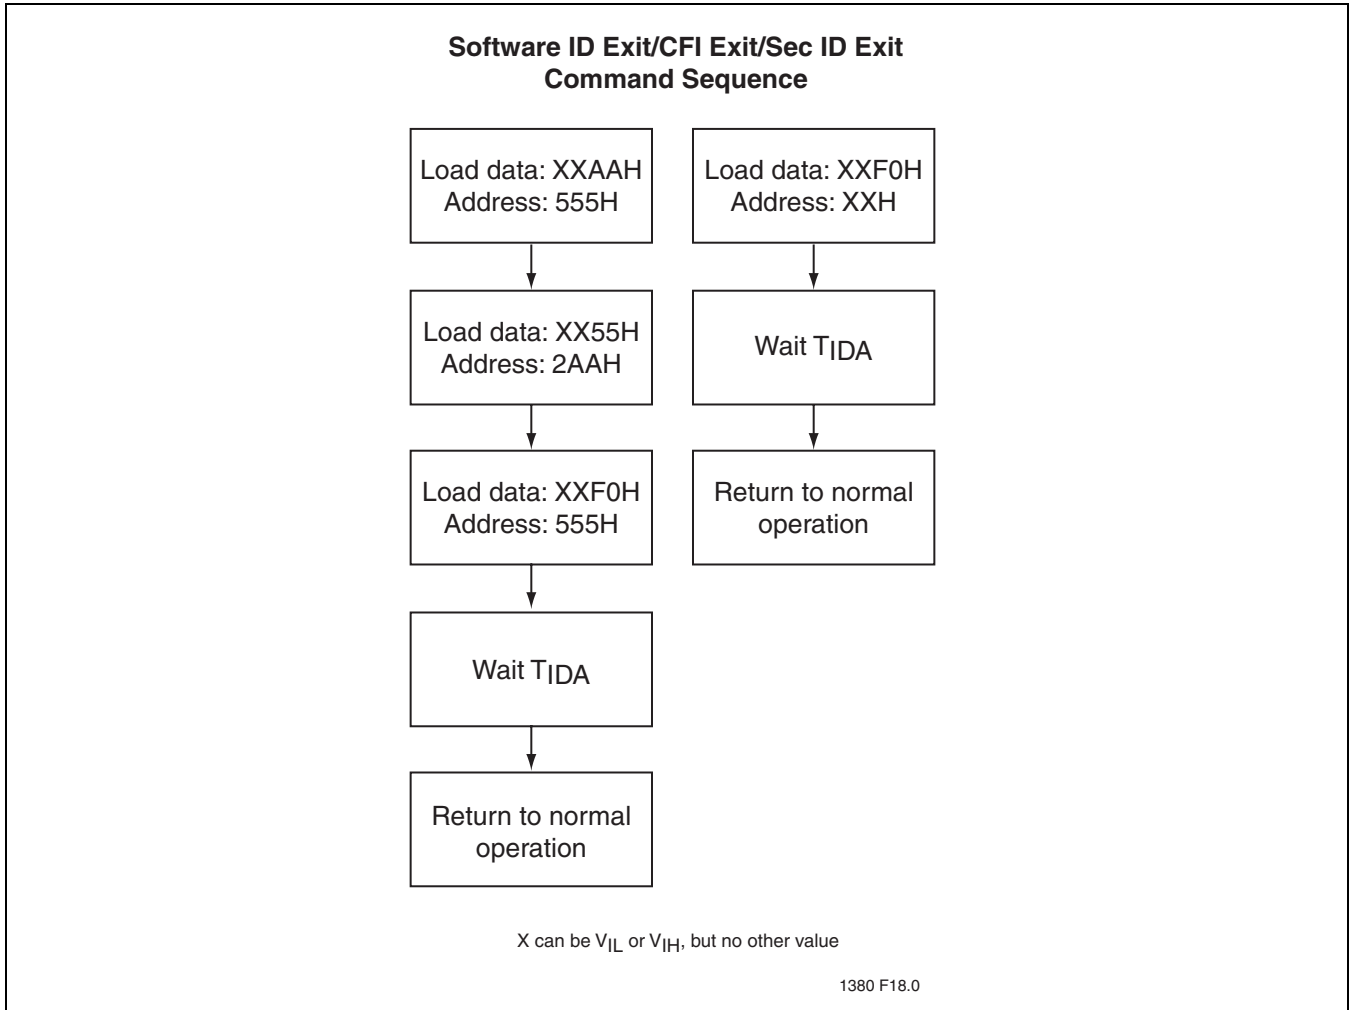 Software ID Exit/CFI Exit/Sec ID Exit
Command Sequence
Load data: XXAAH
Address: 555H
Load data: XX55H
Address: 2AAH
Load data: XXF0H
Address: 555H
Wait TIDA
Return to normal
operation
Load data: XXF0H
Address: XXH
Wait TIDA
Return to normal
operation
X can be VIL or VIH, but no other value
1380 F18.0